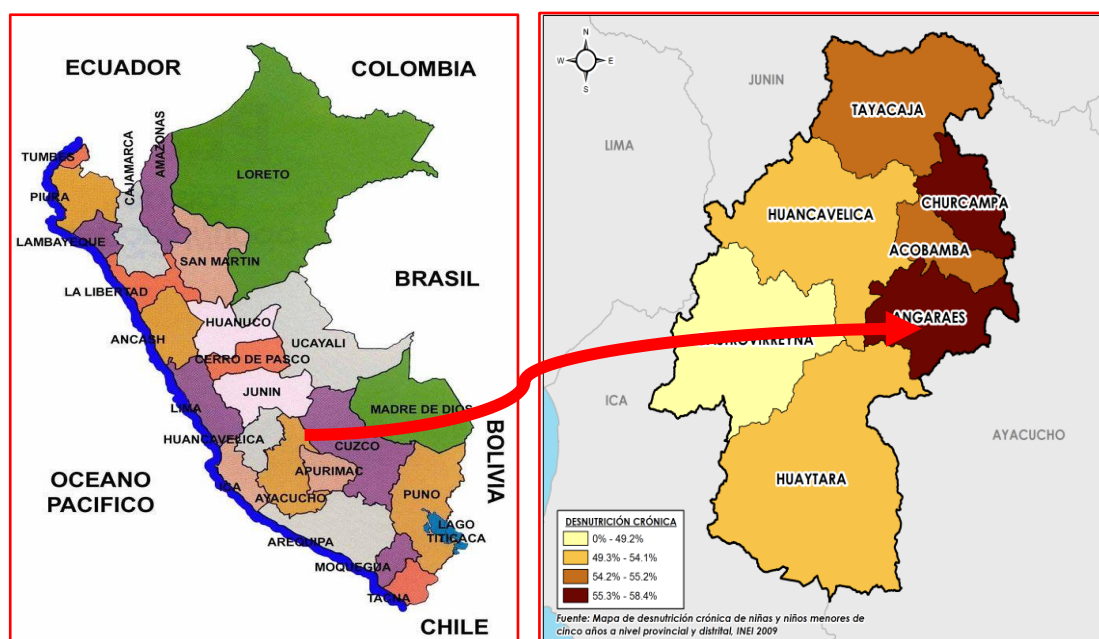 ECUADOR
COLOMBIA
TUMBES
PIURA
CAJAMARCA
AMAZONAS
LORETO
LAMBAYEQUE
SAN MARTIN
LA LIBERTAD
BRASIL
HUANUCO
ANCASH
UCAYALI
CERRO DE PASCO
JUNIN
LIMA
MADRE DE DIOS
HUANCAVELICA
CUZCO
BOLIVIA
OCEANO
PACIFICO
ICA
APURIMAC
AYACUCHO
PUNO
LAGO
TITICACA
AREQUIPA
MOQUEGUA
TACNA
CHILE
N
W
E
S
JUNIN
TAYACAJA
LIMA
CHURCAMPA
HUANCAVELICA
ACOBAMBA
ANGARAES
ICA
AYACUCHO
HUAYTARA
DESNUTRICIÓN CRÓNICA
0% - 49.2%
49.3% - 54.1%
54.2% - 55.2%
55.3% - 58.4%
Fuente: Mapa de desnutrición crónica de niñas y niños menores de
cinco años a nivel provincial y distrital, INEI 2009